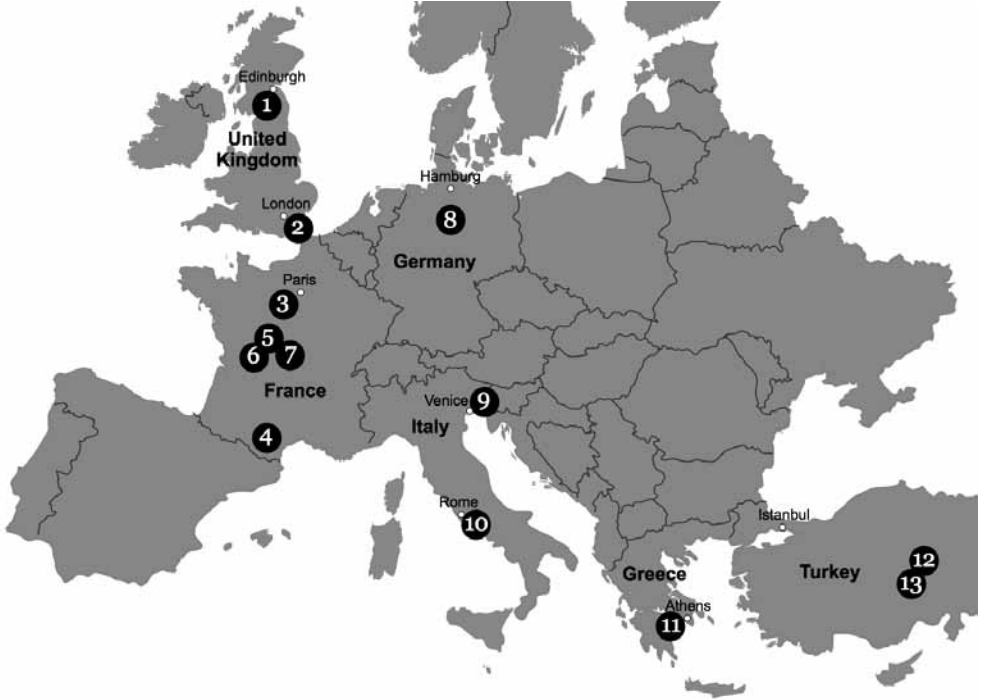 Edinburgh
1
United
Kingdom
Hamburg
London
2
8
Germany
Paris
3
5
6
7
France
Venice
9
Italy
4
Rome
10
Istanbul
12
Greece
Turkey
13
Athens
11